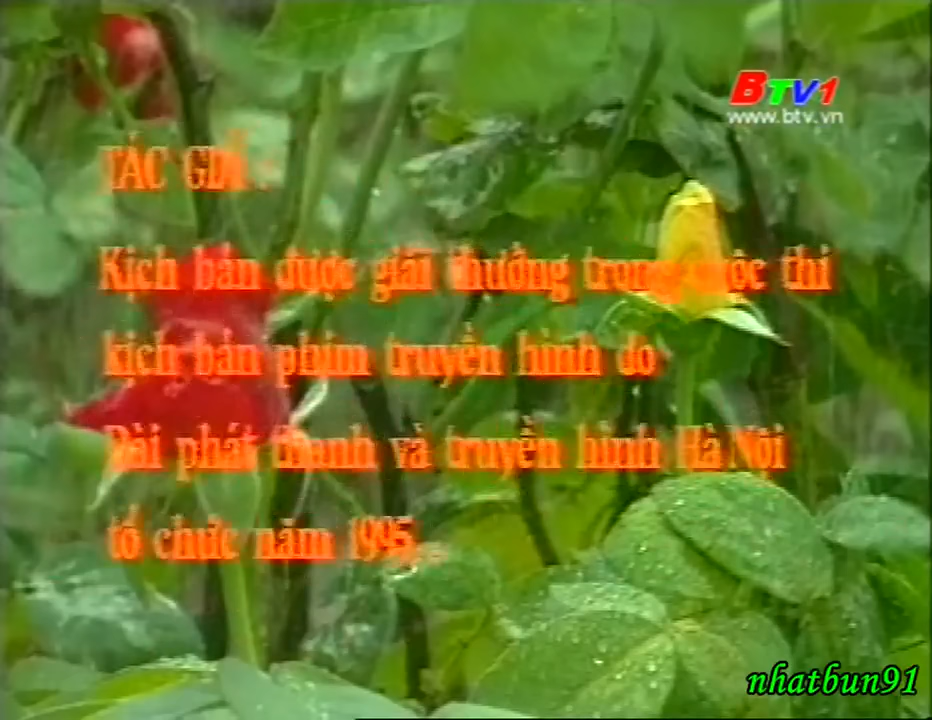 BTV1
www.btv.vn
TÁC GIẢ :
Kịch bản được giải thưởng trong cuộc thi
kịch bản phim truyền hình do
Đài phát thanh và truyền hình Hà Nội
tổ chức năm 1995
nhatbun91